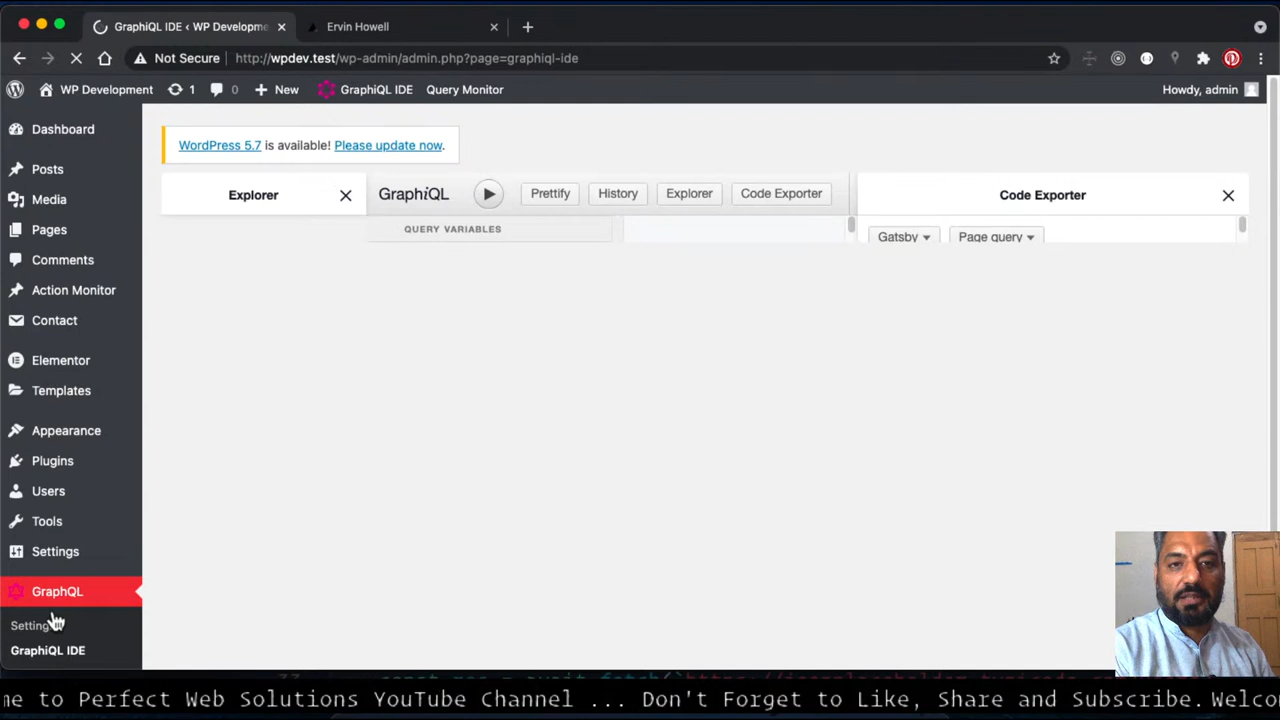 GraphiQL IDE ‹ WP Developme
Ervin Howell
Not Secure
http://wpdev.test/wp-admin/admin.php?page=graphiql-ide
WP Development
1
0
New
GraphiQL IDE
Query Monitor
Howdy, admin
Dashboard
Posts
Media
Pages
Comments
Action Monitor
Contact
Elementor
Templates
Appearance
Plugins
Users
Tools
Settings
GraphQL
Setting
GraphiQL IDE
WordPress 5.7 is available! Please update now.
Explorer
GraphiQL
Prettify
History
Explorer
Code Exporter
QUERY VARIABLES
Code Exporter
Gatsby
Page query
me to Perfect Web Solutions YouTube Channel ... Don't Forget to Like, Share and Subscribe.Welco